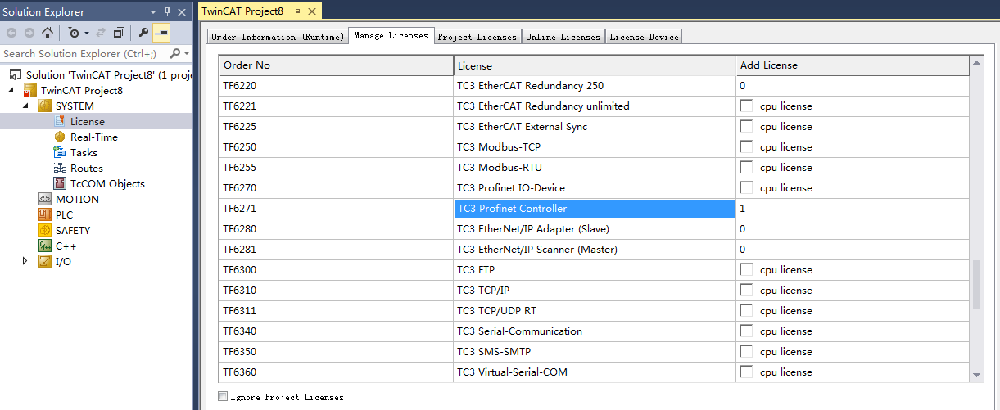 Solution Explorer
Search Solution Explorer (Ctrl+;)
Solution 'TwinCAT Project8' (1 proje
TwinCAT Project8
SYSTEM
License
Real-Time
Tasks
Routes
TcCOM Objects
MOTION
PLC
SAFETY
C++
I/O
TwinCAT Project8
Order Information (Runtime) Manage Licenses Project Licenses Online Licenses License Device
Order No License Add License
TF6220 TC3 EtherCAT Redundancy 250 0
TF6221 TC3 EtherCAT Redundancy unlimited cpu license
TF6225 TC3 EtherCAT External Sync cpu license
TF6250 TC3 Modbus-TCP cpu license
TF6255 TC3 Modbus-RTU cpu license
TF6270 TC3 Profinet IO-Device cpu license
TF6271 TC3 Profinet Controller 1
TF6280 TC3 EtherNet/IP Adapter (Slave) 0
TF6281 TC3 EtherNet/IP Scanner (Master) 0
TF6300 TC3 FTP cpu license
TF6310 TC3 TCP/IP cpu license
TF6311 TC3 TCP/UDP RT cpu license
TF6340 TC3 Serial-Communication cpu license
TF6350 TC3 SMS-SMTP cpu license
TF6360 TC3 Virtual-Serial-COM cpu license
Ignore Project Licenses